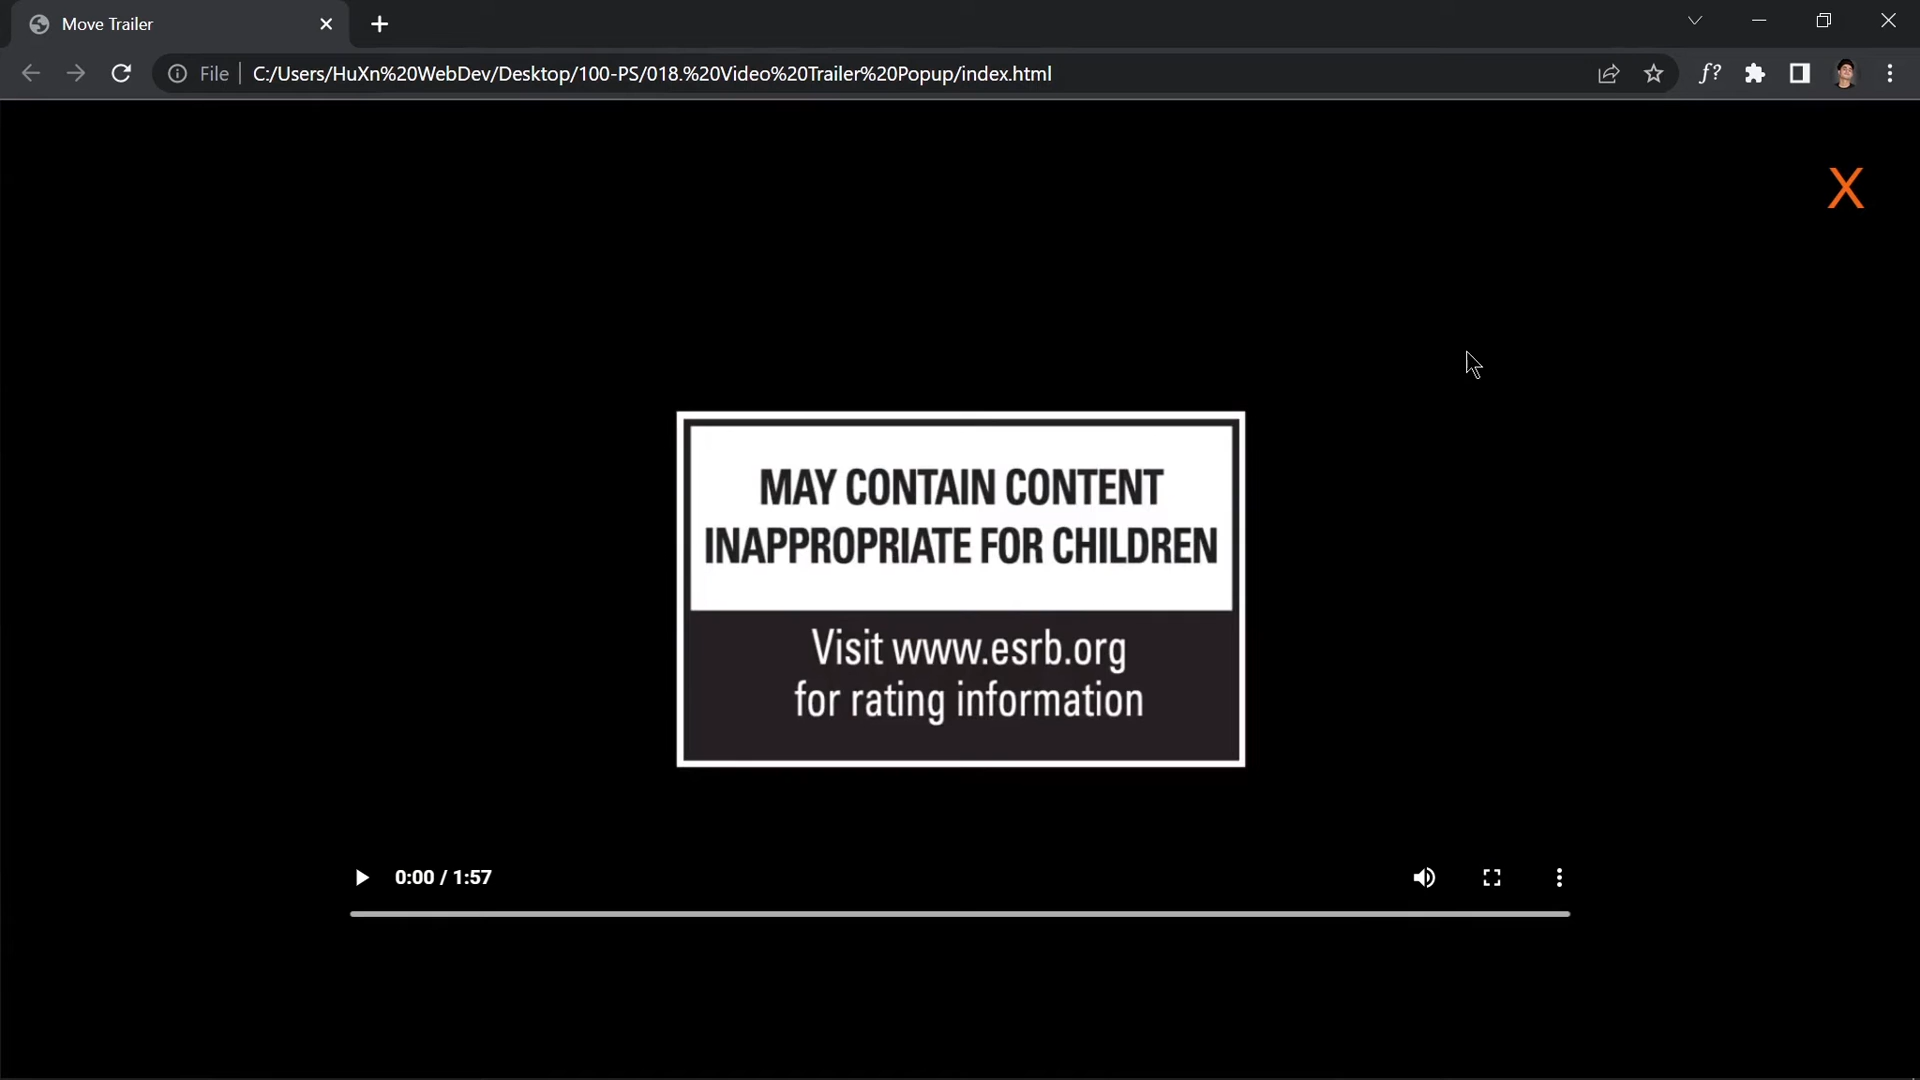 Move Trailer
File
C:/Users/HuXn%20WebDev/Desktop/100-PS/018.%20Video%20Trailer%20Popup/index.html
f?
X
MAY CONTAIN CONTENT
INAPPROPRIATE FOR CHILDREN
Visit www.esrb.org
for rating information
0:00 / 1:57